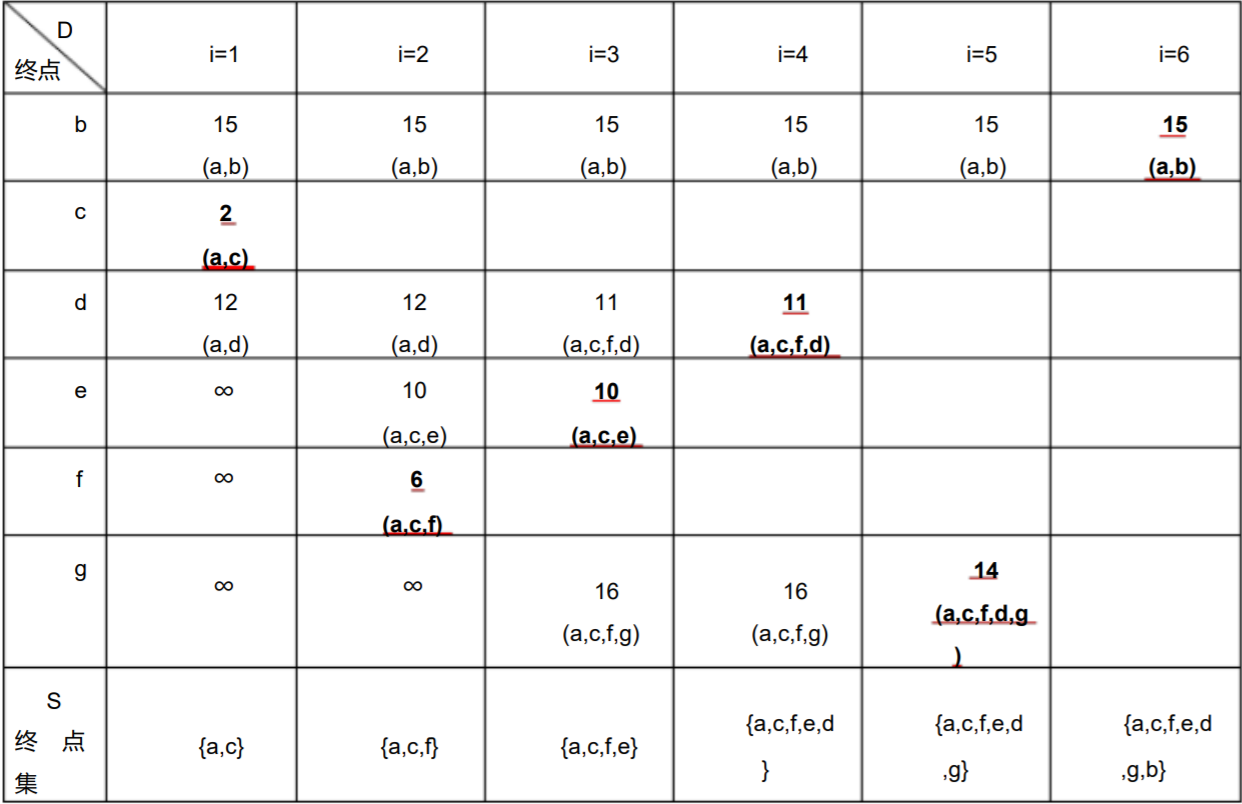 D
终点 i=1 i=2 i=3 i=4 i=5 i=6
b 15 15 15 15 15 15
(a,b) (a,b) (a,b) (a,b) (a,b) (a,b)
c 2
(a,c)
d 12 12 11 11
(a,d) (a,d) (a,c,f,d) (a,c,f,d)
e ∞ 10 10
(a,c,e) (a,c,e)
f ∞ 6
(a,c,f)
g ∞ ∞ 16 16 14
(a,c,f,g) (a,c,f,g) (a,c,f,d,g
)
S
终 点
集 {a,c} {a,c,f} {a,c,f,e} {a,c,f,e,d {a,c,f,e,d {a,c,f,e,d
} ,g} ,g,b}